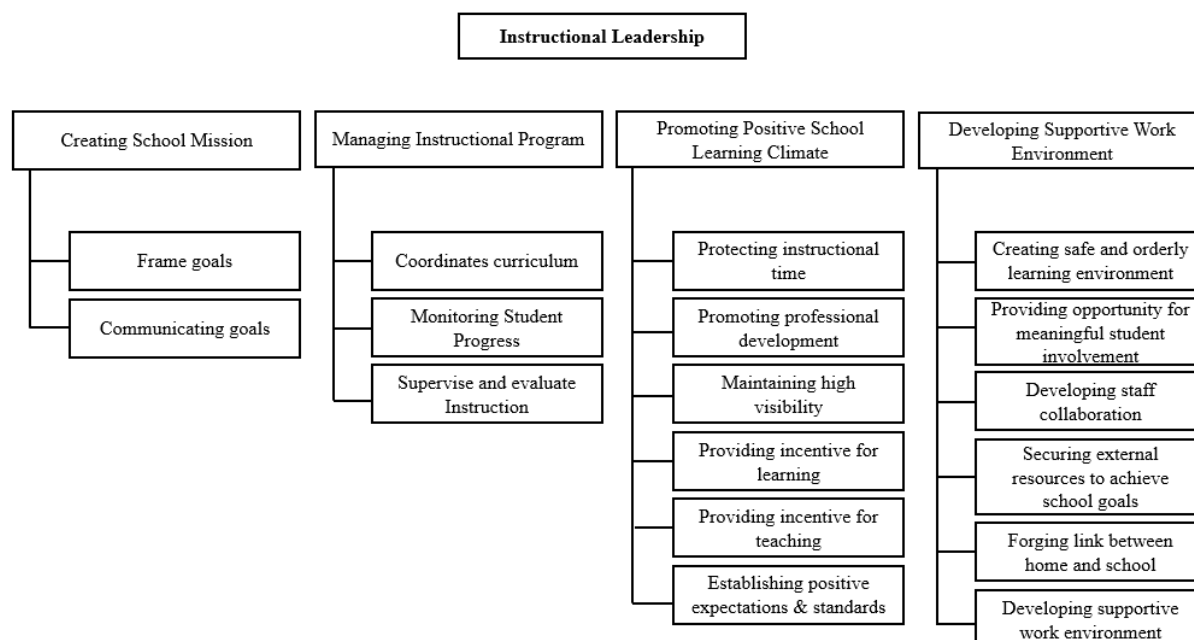 Instructional Leadership
Creating School Mission
Frame goals
Communicating goals
Managing Instructional Program
Coordinates curriculum
Monitoring Student
Progress
Supervise and evaluate
Instruction
Promoting Positive School
Learning Climate
Protecting instructional
time
Promoting professional
development
Maintaining high
visibility
Providing incentive for
learning
Providing incentive for
teaching
Establishing positive
expectations & standards
Developing Supportive Work
Environment
Creating safe and orderly
learning environment
Providing opportunity for
meaningful student
involvement
Developing staff
collaboration
Securing external
resources to achieve
school goals
Forging link between
home and school
Developing supportive
work environment